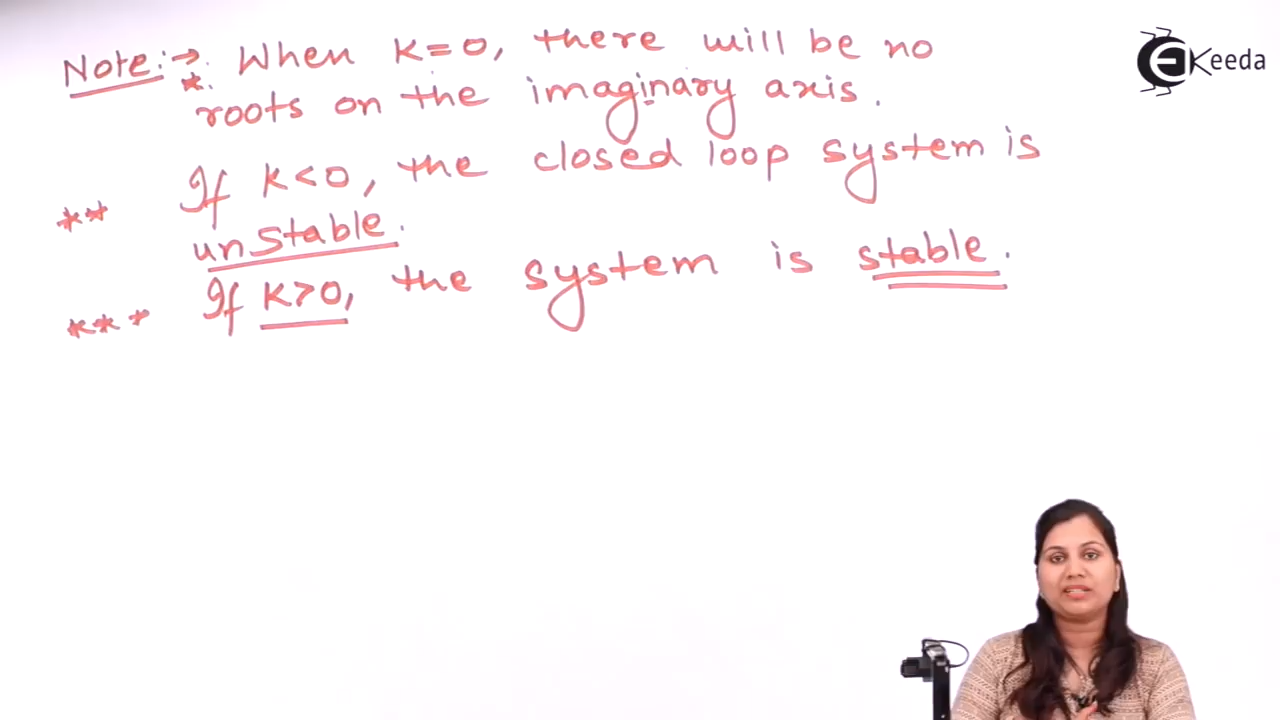 Note:→ When K=0, there will be no
*. roots on the imaginary axis.
** If K<0, the closed loop system is
unstable.
*** If K>0, the system is stable.
EKeeda